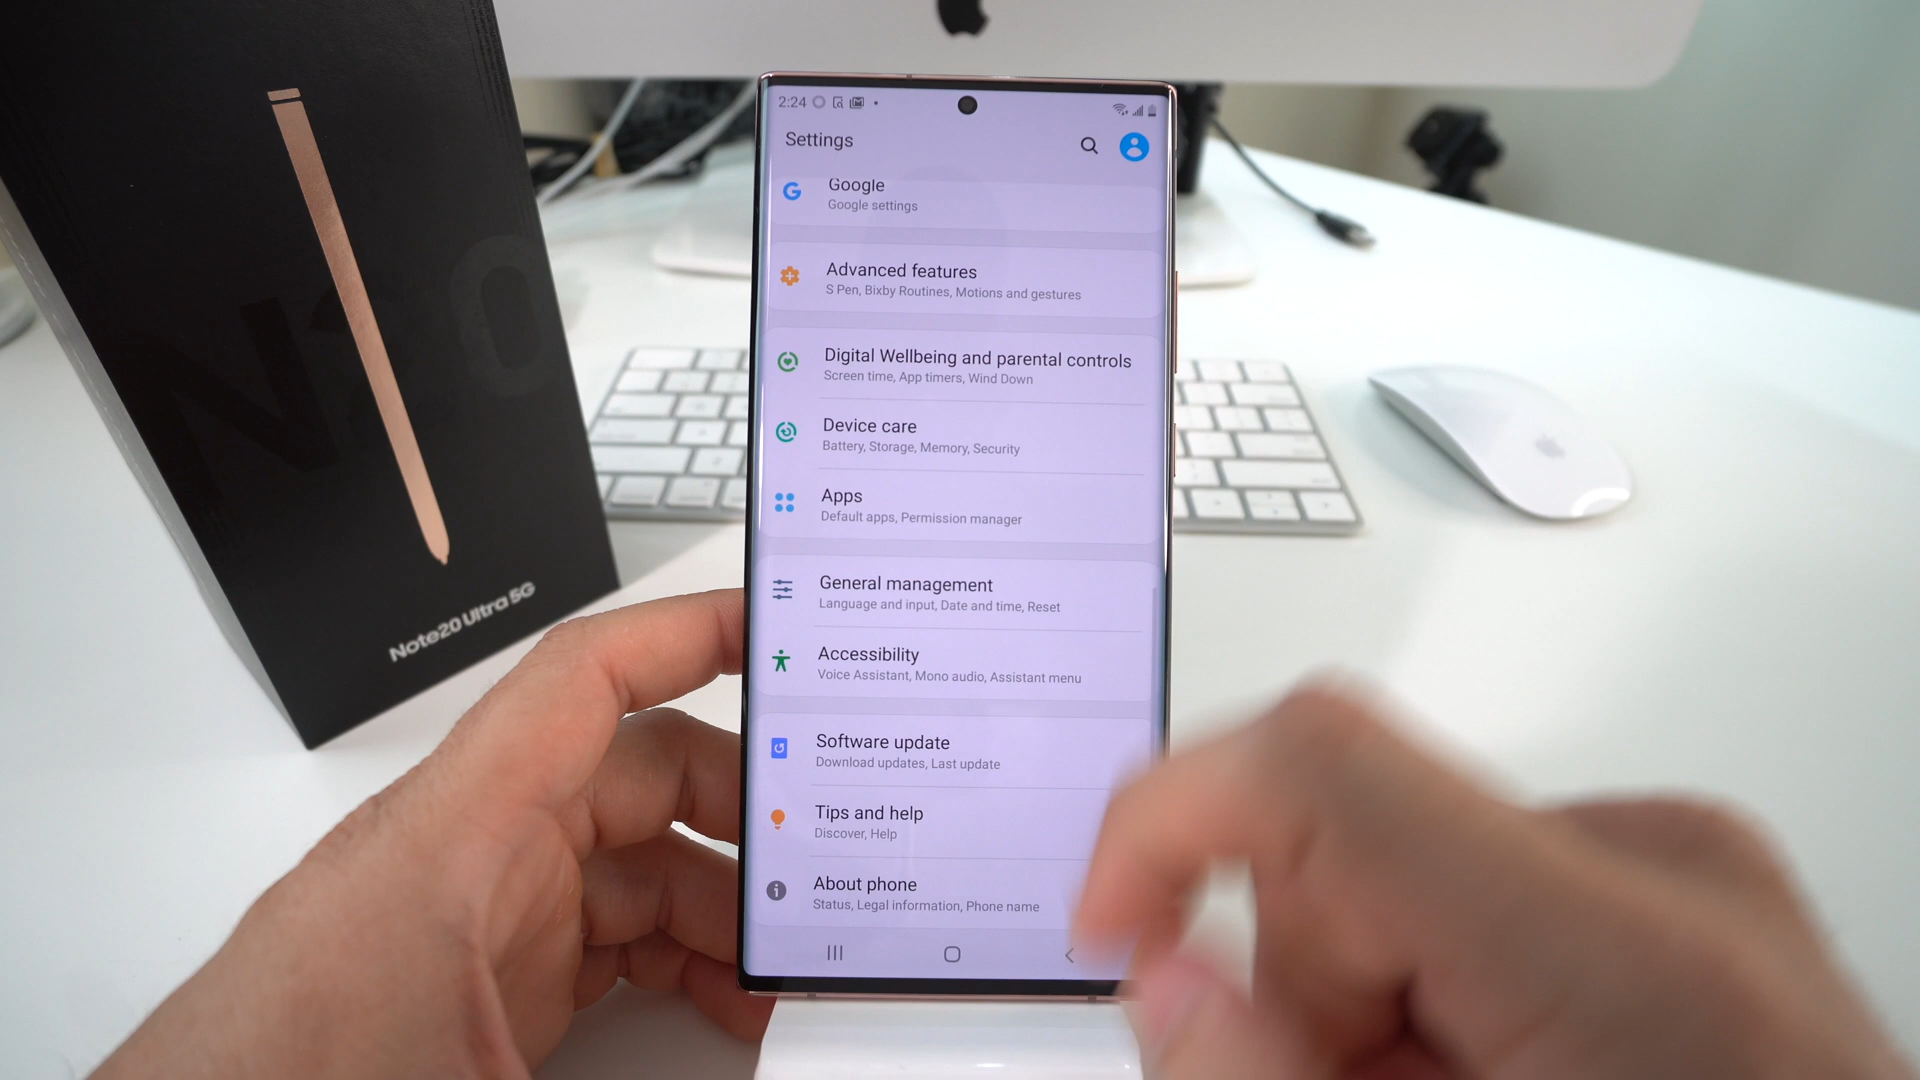 2:24
Settings
Google
Google settings
Advanced features
S Pen, Bixby Routines, Motions and gestures
Digital Wellbeing and parental controls
Screen time, App timers, Wind Down
Device care
Battery, Storage, Memory, Security
Apps
Default apps, Permission manager
General management
Language and input, Date and time, Reset
Accessibility
Voice Assistant, Mono audio, Assistant menu
Software update
Download updates, Last update
Tips and help
Discover, Help
About phone
Status, Legal information, Phone name
N20
Note20 Ultra 5G